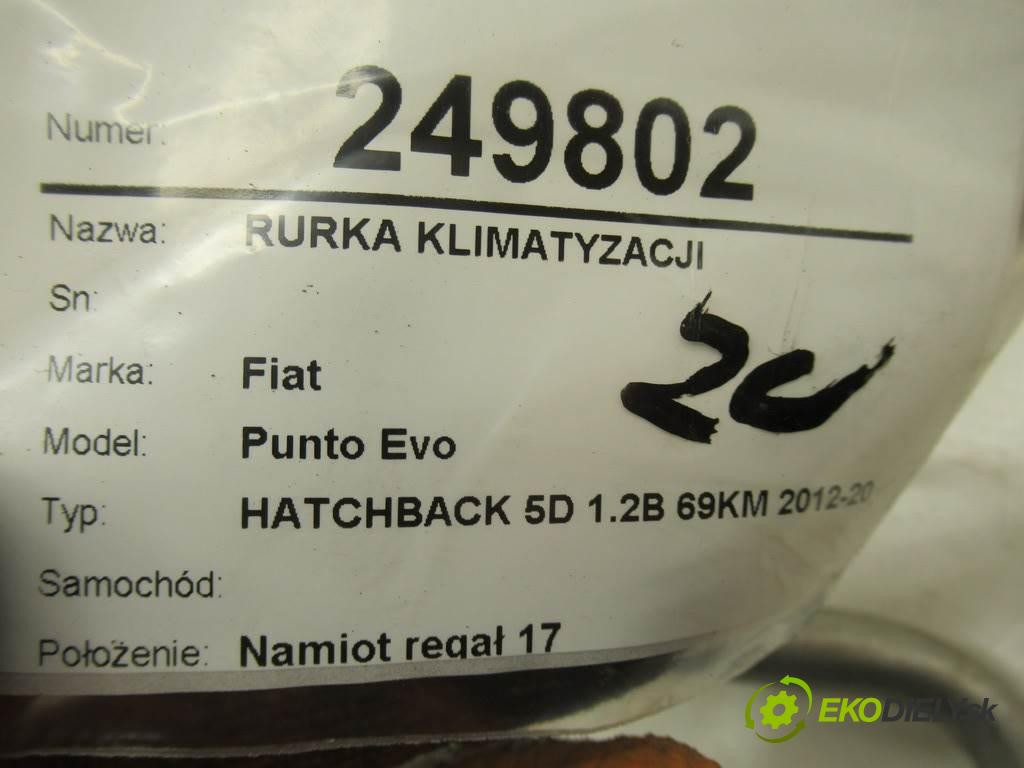 Numer: 249802
Nazwa: RURKA KLIMATYZACJI
Sn:
Marka: Fiat
Model: Punto Evo
Typ: HATCHBACK 5D 1.2B 69KM 2012-20
Samochód:
Położenie: Namiot regał 17
EKODIELY.sk